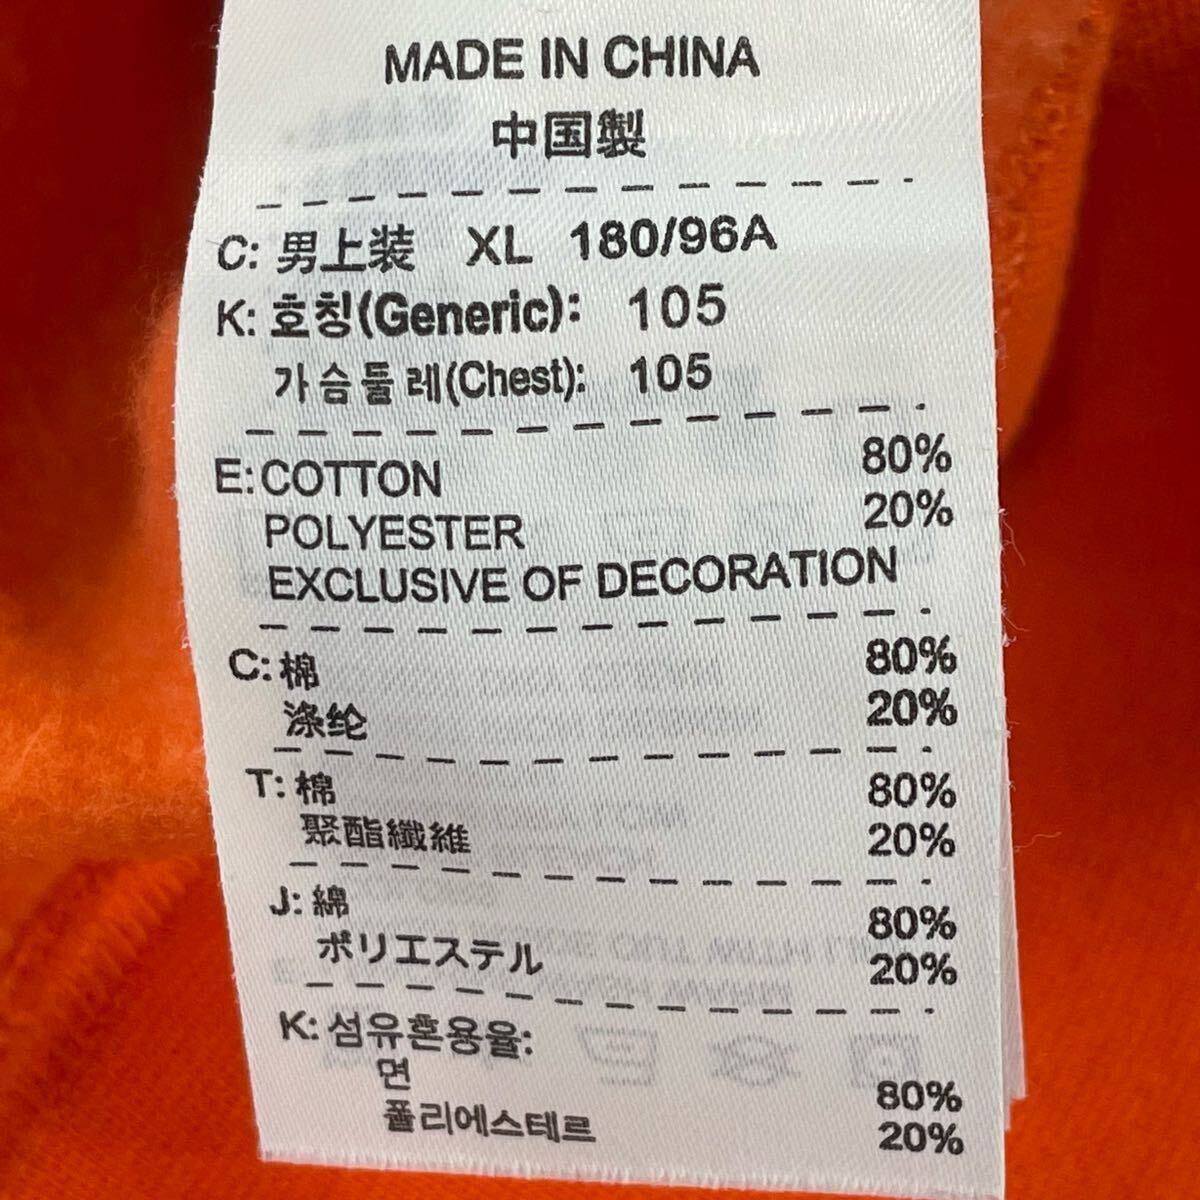 MADE IN CHINA
中国製
C: 男上装 XL 180/96A
K: 호칭(Generic): 105
가슴둘레(Chest): 105
E: COTTON 80%
POLYESTER 20%
EXCLUSIVE OF DECORATION
C: 棉 80%
涤纶 20%
T: 棉 80%
聚酯纖維 20%
J: 綿 80%
ポリエステル 20%
K: 섬유혼용율:
면 80%
폴리에스테르 20%